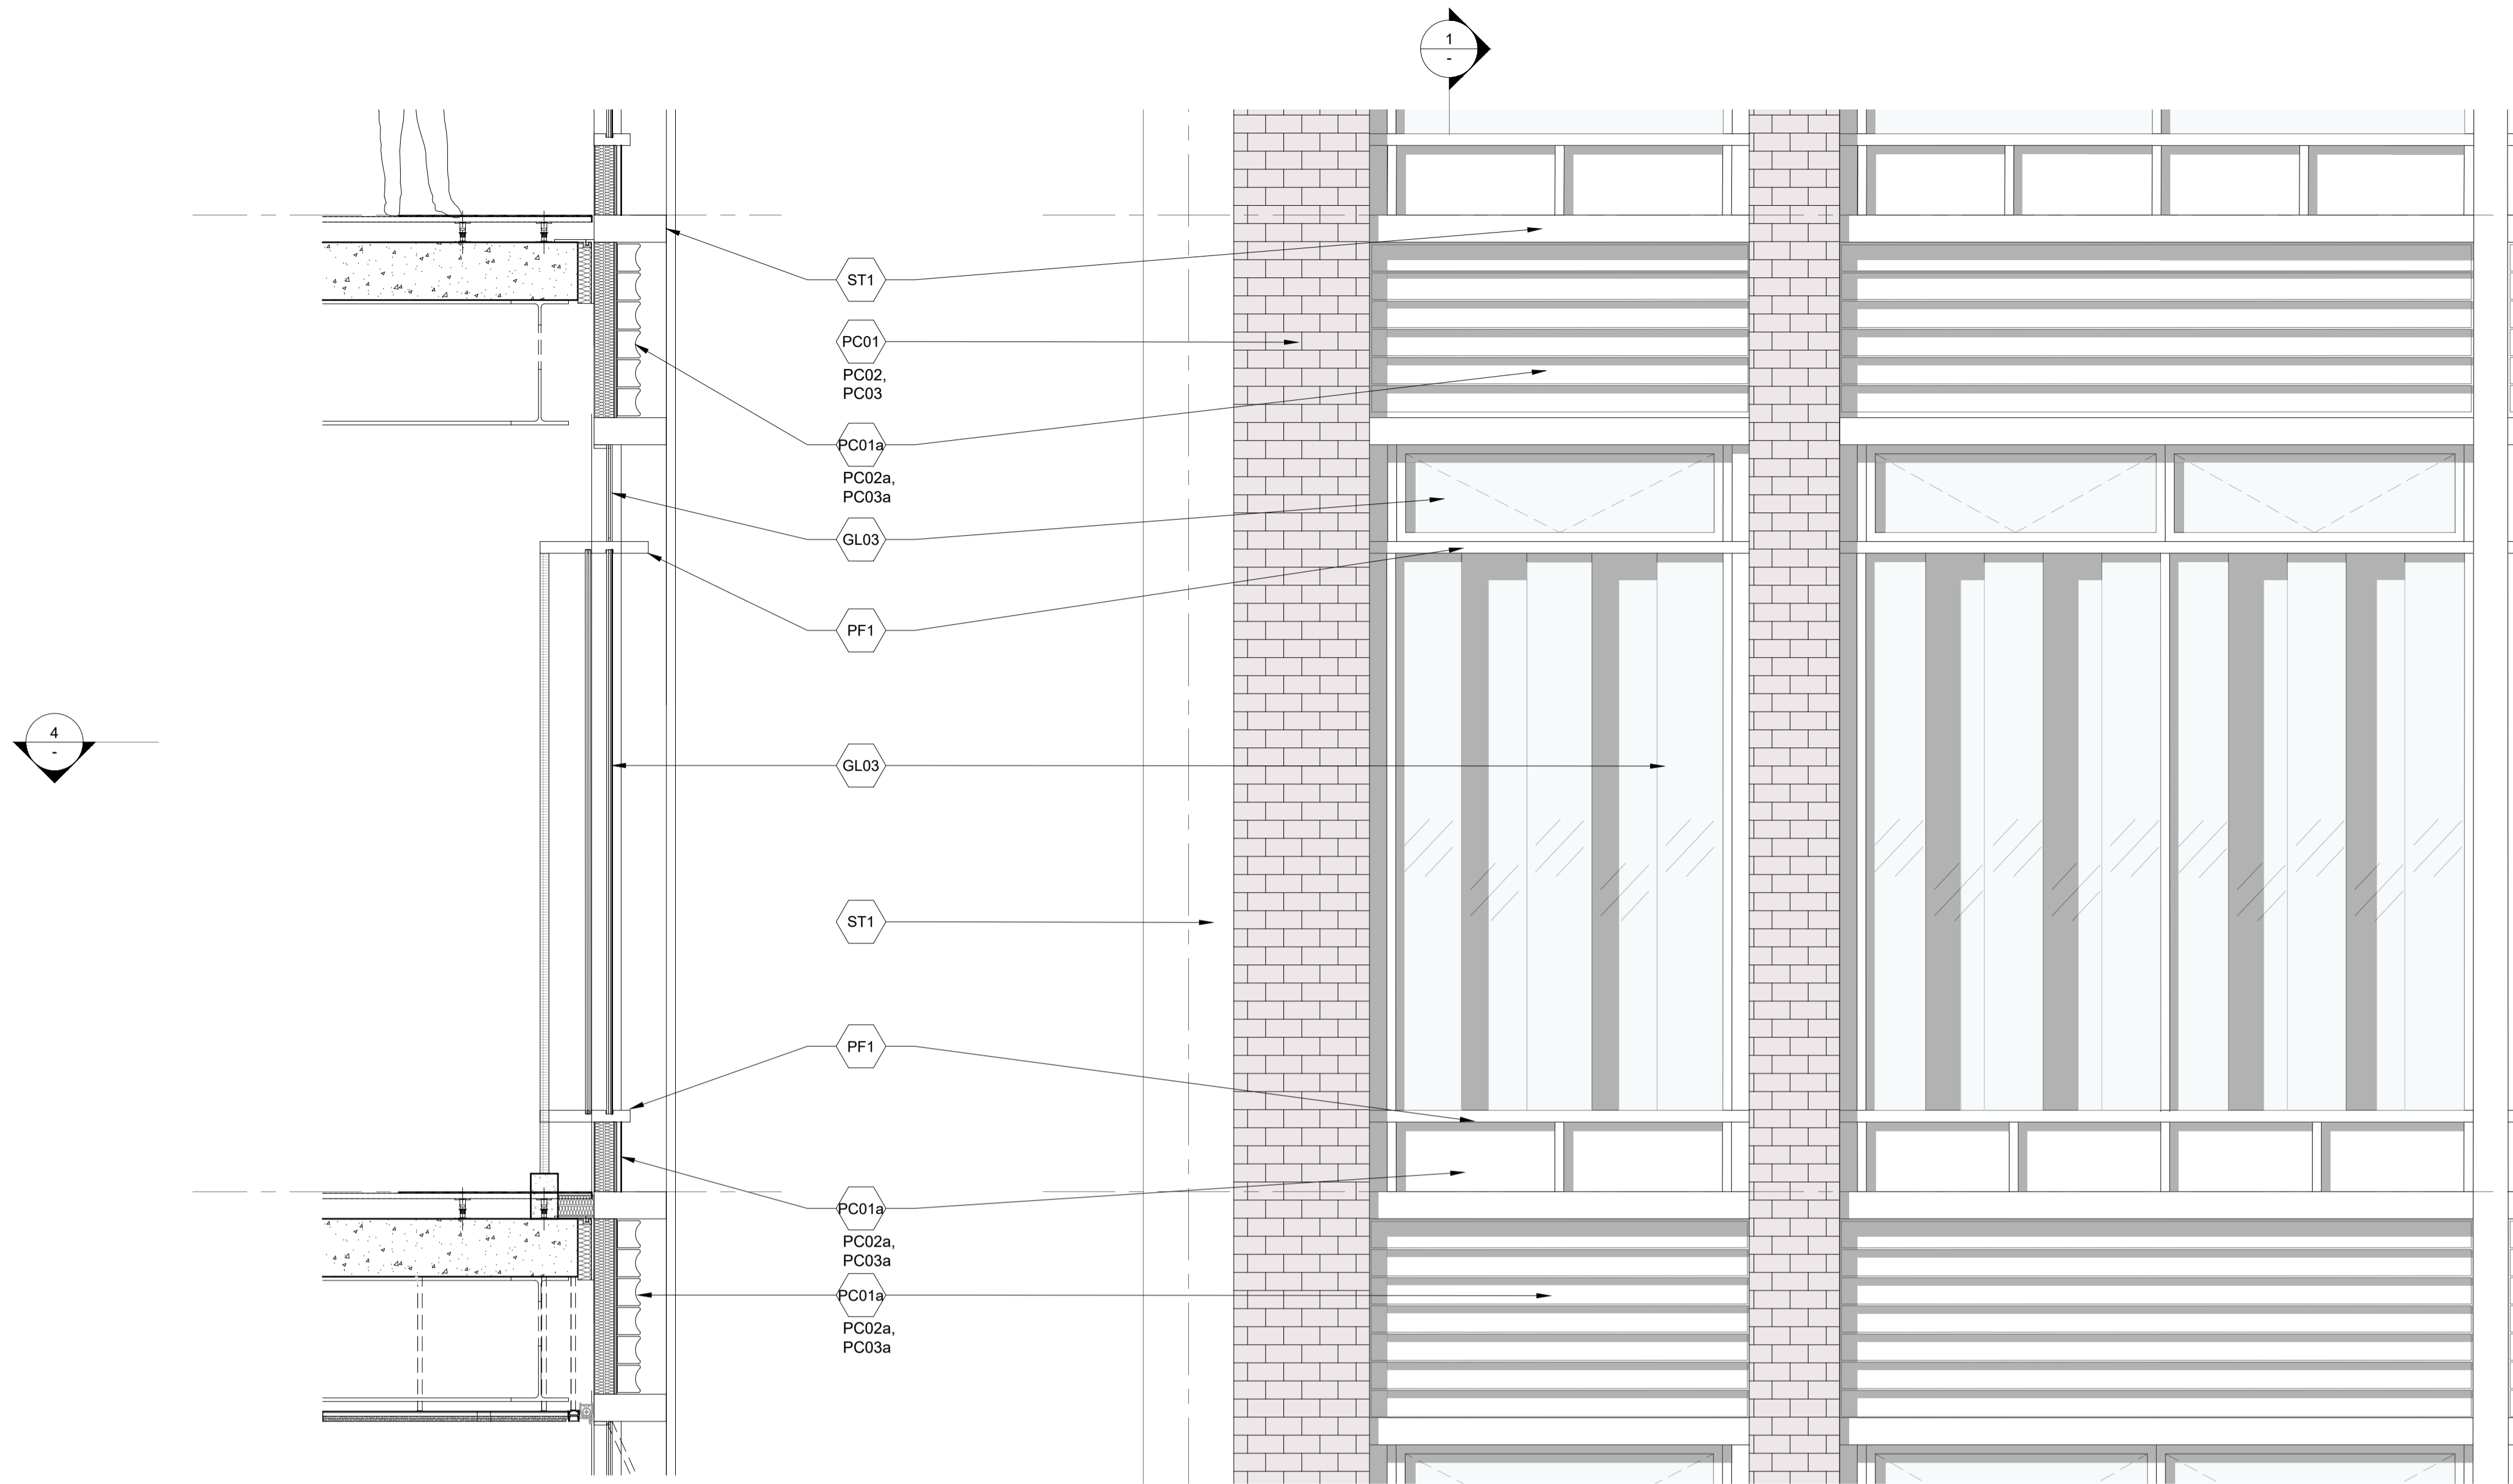 1
-
ST1
PC01
PC02,
PC03
PC01a
PC02a,
PC03a
GL03
PF1
4
-
GL03
ST1
PF1
PC01a
PC02a,
PC03a
PC01a
PC02a,
PC03a